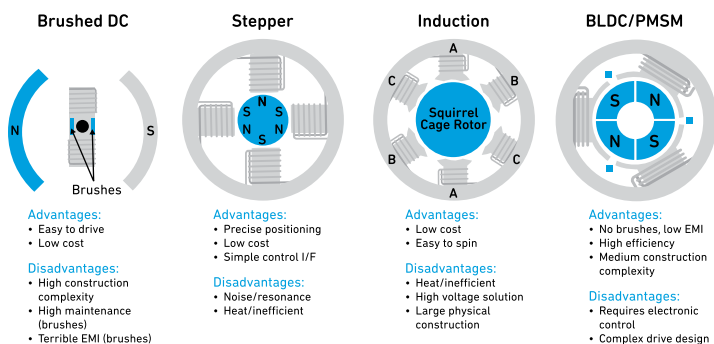 Brushed DC
N
S
Brushes
Advantages:
• Easy to drive
• Low cost
Disadvantages:
• High construction
complexity
• High maintenance
(brushes)
• Terrible EMI (brushes)
Stepper
N
S S
N N
S
Advantages:
• Precise positioning
• Low cost
• Simple control I/F
Disadvantages:
• Noise/resonance
• Heat/inefficient
Induction
A
C B
Squirrel
Cage Rotor
B C
A
Advantages:
• Low cost
• Easy to spin
Disadvantages:
• Heat/inefficient
• High voltage solution
• Large physical
construction
BLDC/PMSM
S N
N S
Advantages:
• No brushes, low EMI
• High efficiency
• Medium construction
complexity
Disadvantages:
• Requires electronic
control
• Complex drive design